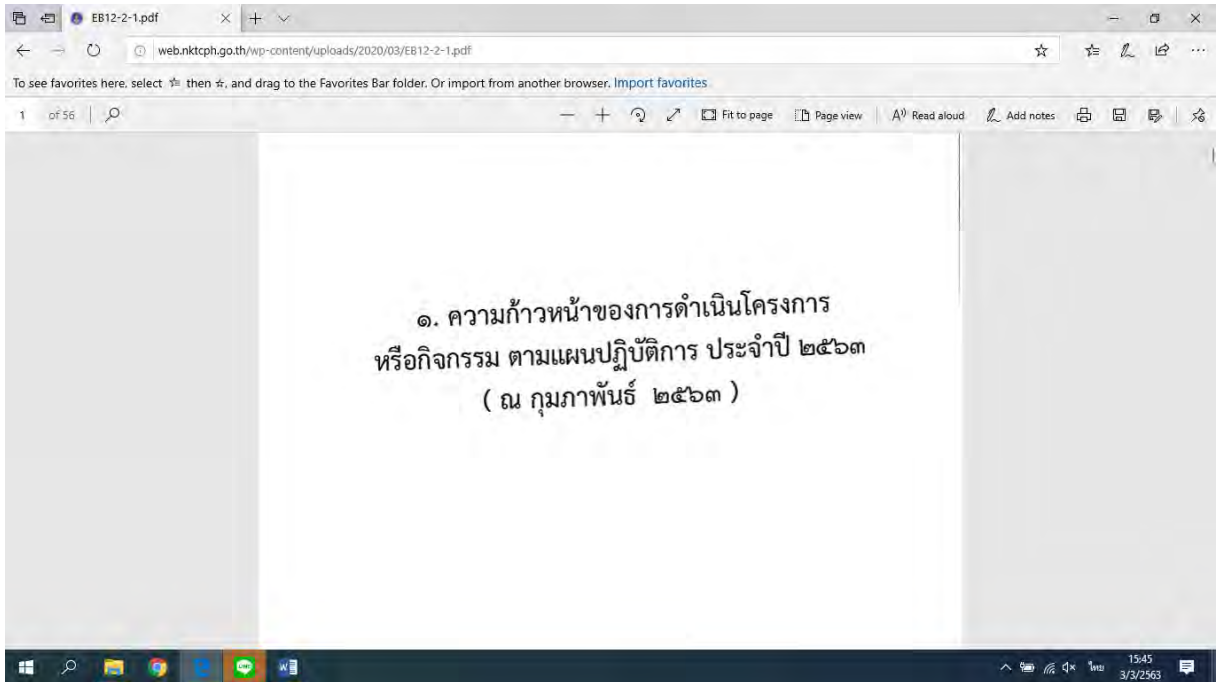 EB12-2-1.pdf
web.nktcph.go.th/wp-content/uploads/2020/03/EB12-2-1.pdf
To see favorites here, select ☆ then ☆, and drag to the Favorites Bar folder. Or import from another browser. Import favorites
1 of 56 Fit to page Page view Read aloud Add notes
๑. ความก้าวหน้าของการดำเนินโครงการ
หรือกิจกรรม ตามแผนปฏิบัติการ ประจำปี ๒๕๖๓
( ณ กุมภาพันธ์ ๒๕๖๓ )
ไทย 15:45
3/3/2563